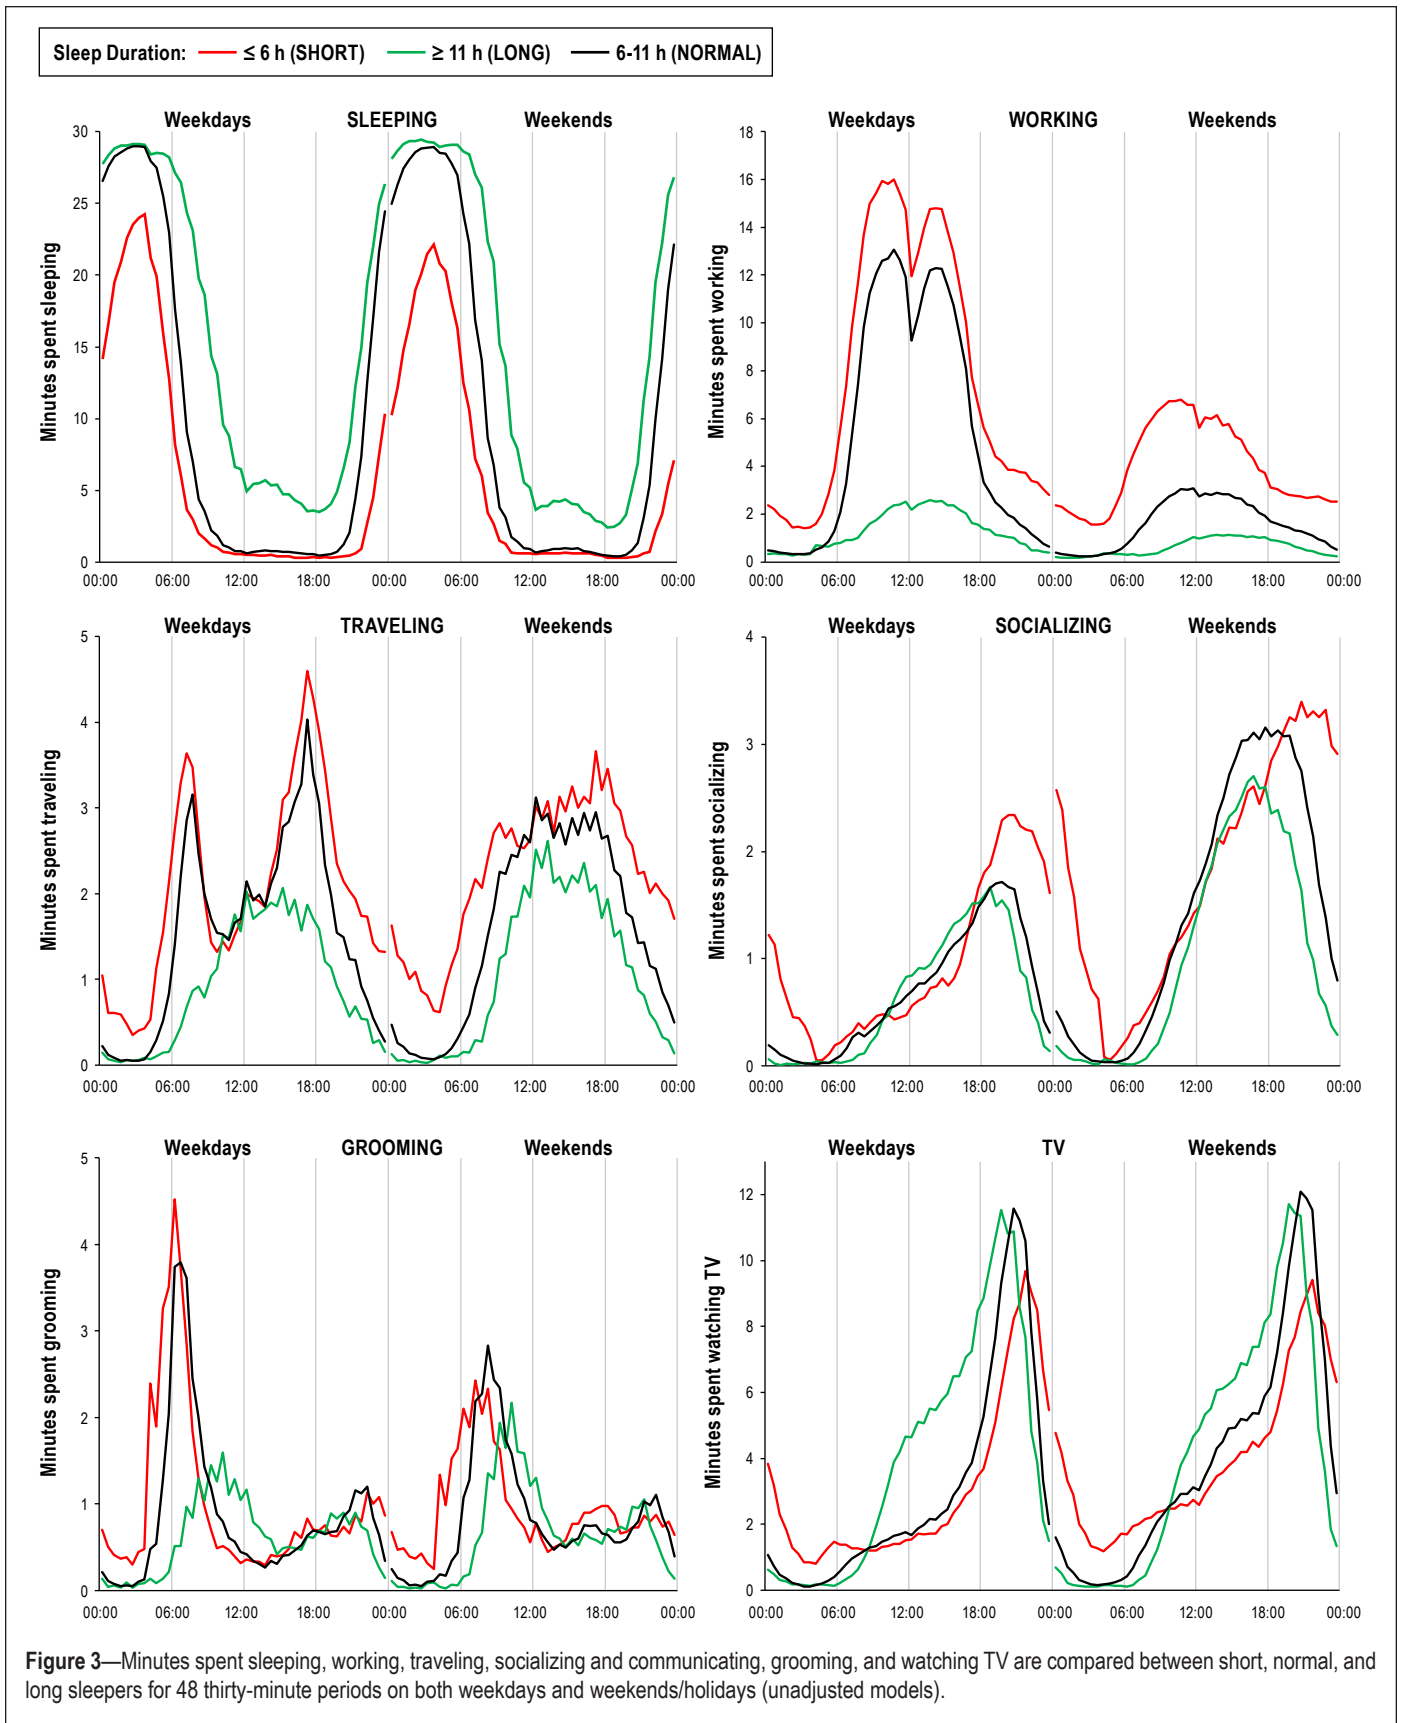 Sleep Duration: ≤ 6 h (SHORT) ≥ 11 h (LONG) 6-11 h (NORMAL)
Weekdays SLEEPING Weekends
Minutes spent sleeping
30
25
20
15
10
5
0
00:00 06:00 12:00 18:00 00:00 06:00 12:00 18:00 00:00
Weekdays WORKING Weekends
Minutes spent working
18
16
14
12
10
8
6
4
2
0
00:00 06:00 12:00 18:00 00:00 06:00 12:00 18:00 00:00
Weekdays TRAVELING Weekends
Minutes spent traveling
5
4
3
2
1
0
00:00 06:00 12:00 18:00 00:00 06:00 12:00 18:00 00:00
Weekdays SOCIALIZING Weekends
Minutes spent socializing
4
3
2
1
0
00:00 06:00 12:00 18:00 00:00 06:00 12:00 18:00 00:00
Weekdays GROOMING Weekends
Minutes spent grooming
5
4
3
2
1
0
00:00 06:00 12:00 18:00 00:00 06:00 12:00 18:00 00:00
Weekdays TV Weekends
Minutes spent watching TV
12
10
8
6
4
2
0
00:00 06:00 12:00 18:00 00:00 06:00 12:00 18:00 00:00
Figure 3—Minutes spent sleeping, working, traveling, socializing and communicating, grooming, and watching TV are compared between short, normal, and
long sleepers for 48 thirty-minute periods on both weekdays and weekends/holidays (unadjusted models).